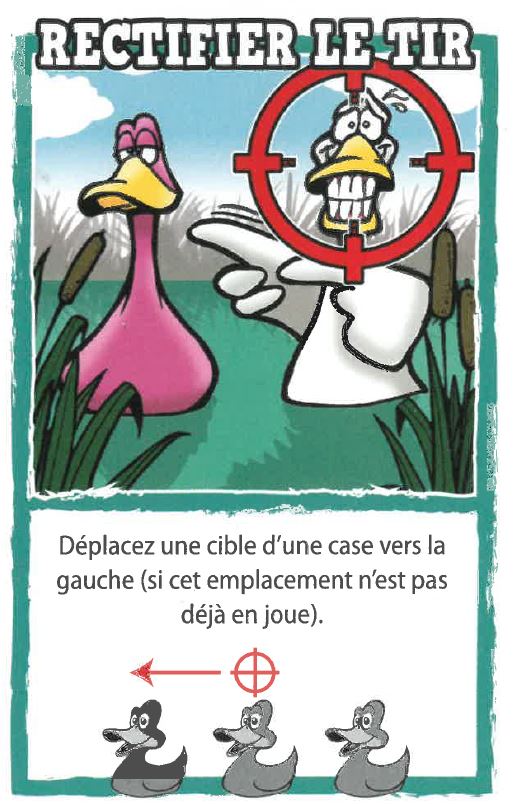 RECTIFIER LE TIR
Déplacez une cible d'une case vers la
gauche (si cet emplacement n'est pas
déjà en joue).